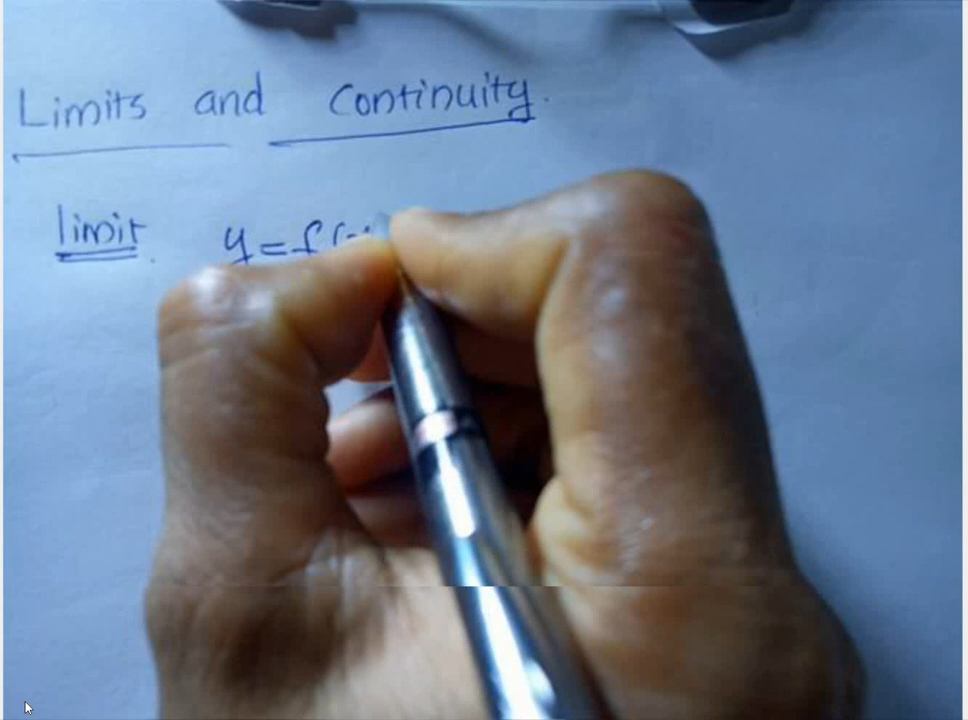 Limits and Continuity.
limit. y = f(